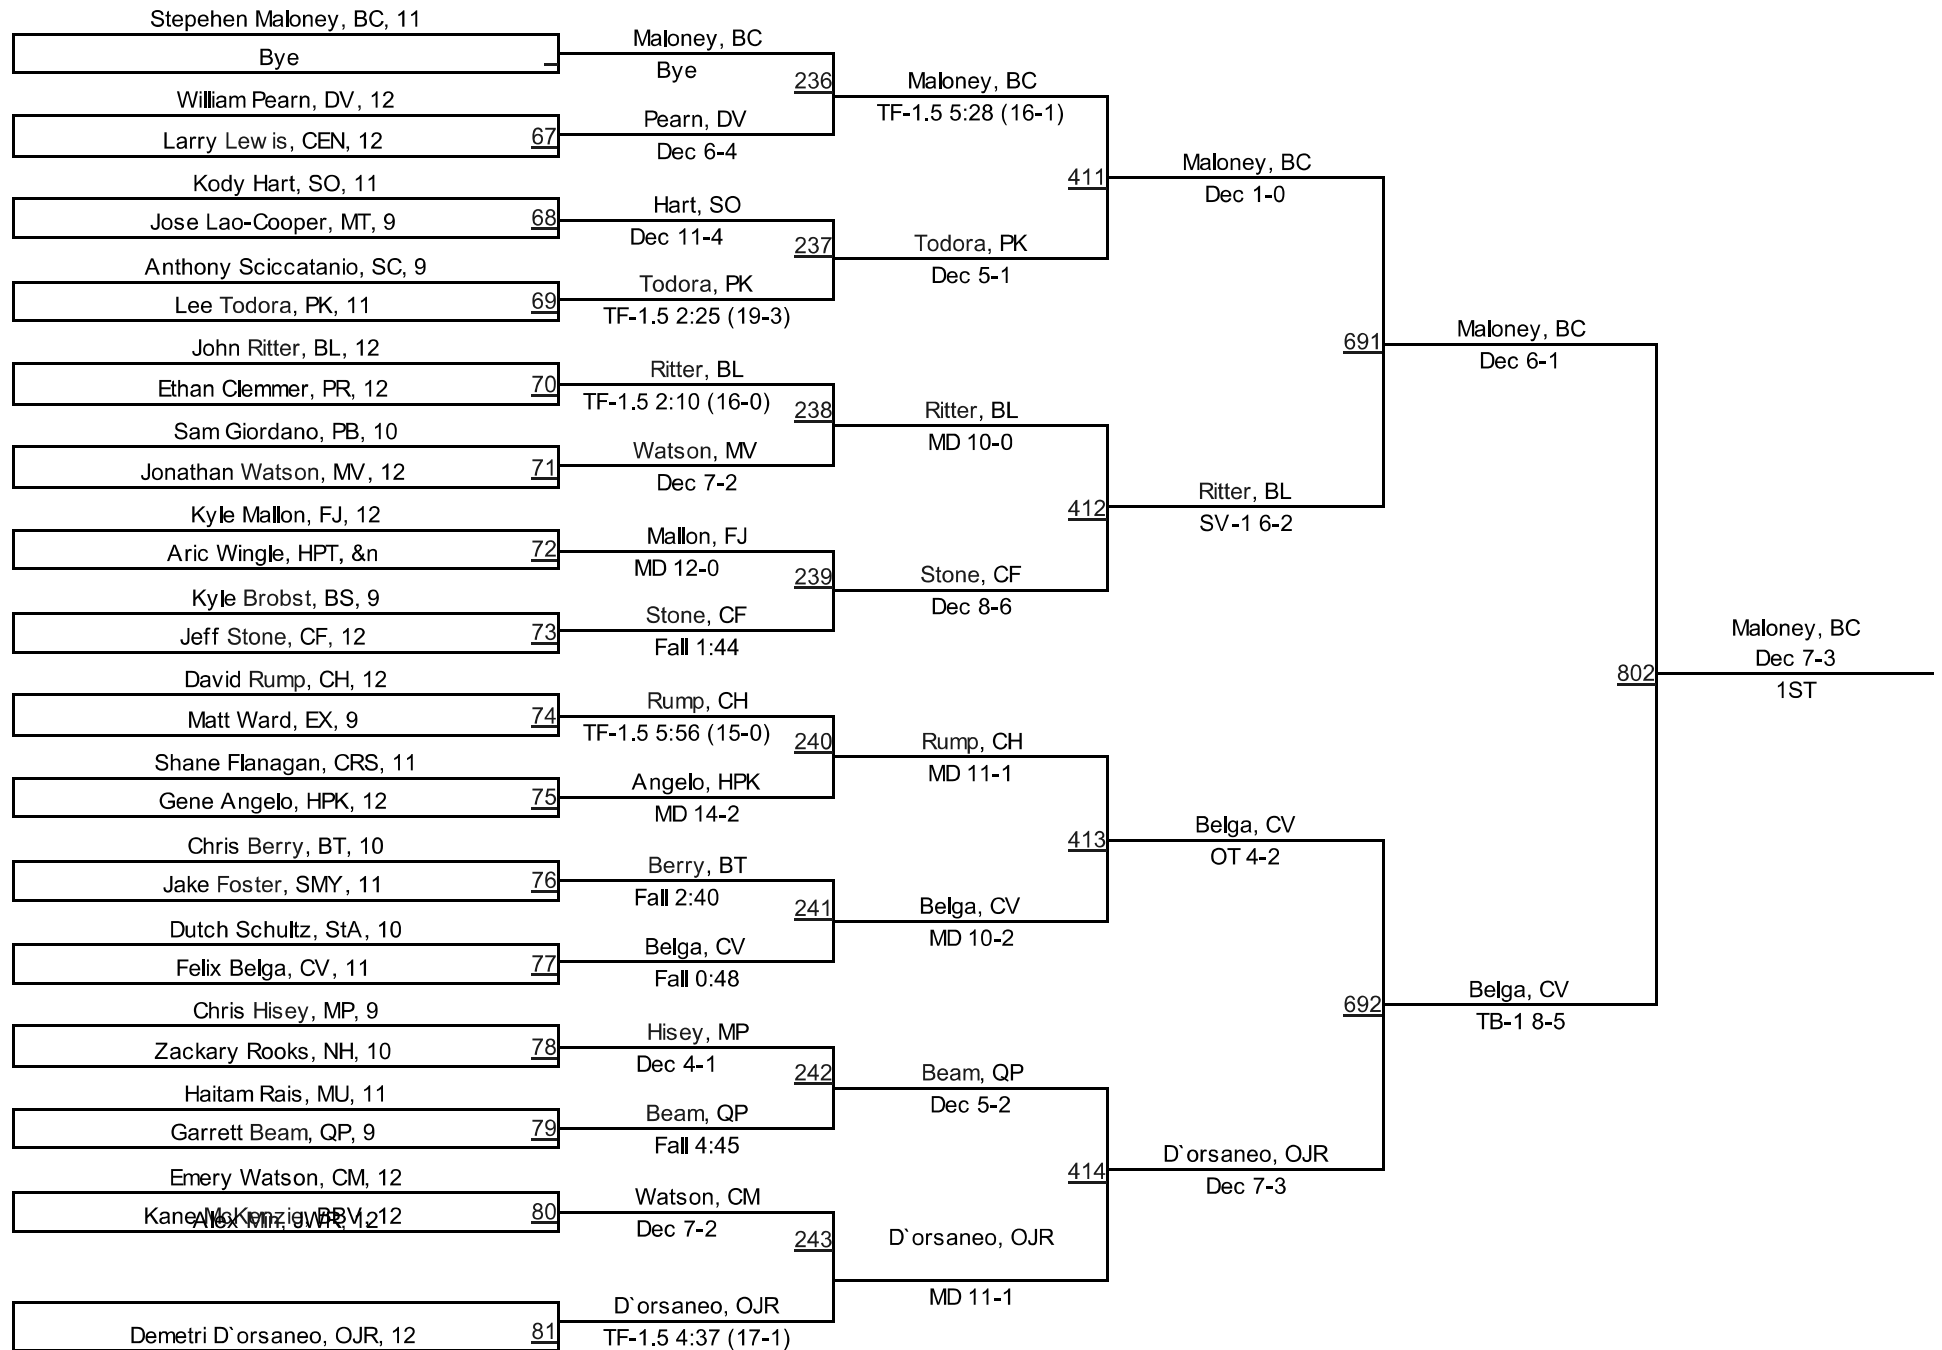 Stepehen Maloney, BC, 11
Bye
William Pearn, DV, 12
Larry Lewis, CEN, 12
67
Kody Hart, SO, 11
Jose Lao-Cooper, MT, 9
68
Anthony Sciccatanio, SC, 9
Lee Todora, PK, 11
69
John Ritter, BL, 12
Ethan Clemmer, PR, 12
70
Sam Giordano, PB, 10
Jonathan Watson, MV, 12
71
Kyle Mallon, FJ, 12
Aric Wingle, HPT, &n
72
Kyle Brobst, BS, 9
Jeff Stone, CF, 12
73
David Rump, CH, 12
Matt Ward, EX, 9
74
Shane Flanagan, CRS, 11
Gene Angelo, HPK, 12
75
Chris Berry, BT, 10
Jake Foster, SMY, 11
76
Dutch Schultz, StA, 10
Felix Belga, CV, 11
77
Chris Hisey, MP, 9
Zackary Rooks, NH, 10
78
Haitam Rais, MU, 11
Garrett Beam, QP, 9
79
Emery Watson, CM, 12
Kane McKenzie, BBV, 12
Alex Min, JWR, 12
80
Demetri D`orsaneo, OJR, 12
81
Maloney, BC
Bye
236
Pearn, DV
Dec 6-4
Hart, SO
Dec 11-4
237
Todora, PK
TF-1.5 2:25 (19-3)
Ritter, BL
TF-1.5 2:10 (16-0)
238
Watson, MV
Dec 7-2
Mallon, FJ
MD 12-0
239
Stone, CF
Fall 1:44
Rump, CH
TF-1.5 5:56 (15-0)
240
Angelo, HPK
MD 14-2
Berry, BT
Fall 2:40
241
Belga, CV
Fall 0:48
Hisey, MP
Dec 4-1
242
Beam, QP
Fall 4:45
Watson, CM
Dec 7-2
243
D`orsaneo, OJR
TF-1.5 4:37 (17-1)
Maloney, BC
TF-1.5 5:28 (16-1)
411
Todora, PK
Dec 5-1
Ritter, BL
MD 10-0
412
Stone, CF
Dec 8-6
Rump, CH
MD 11-1
413
Belga, CV
MD 10-2
Beam, QP
Dec 5-2
414
D`orsaneo, OJR
MD 11-1
Maloney, BC
Dec 1-0
691
Ritter, BL
SV-1 6-2
Belga, CV
OT 4-2
692
D`orsaneo, OJR
Dec 7-3
Maloney, BC
Dec 6-1
802
Belga, CV
TB-1 8-5
Maloney, BC
Dec 7-3
1ST